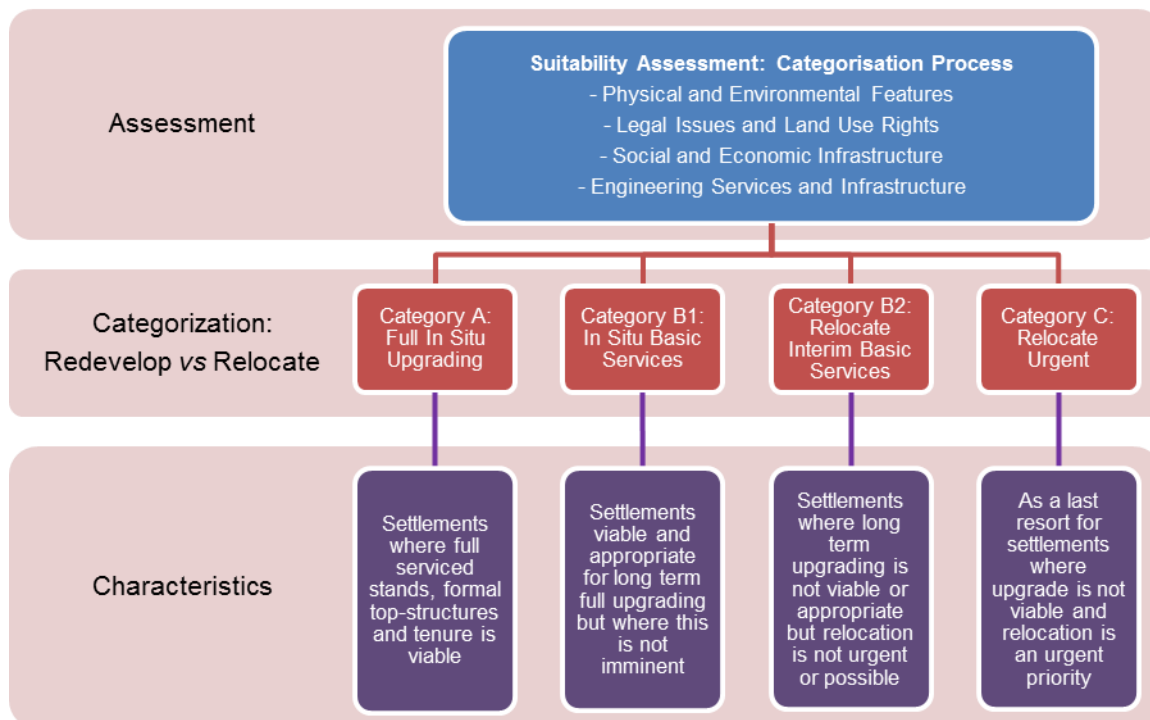 Assessment
Suitability Assessment: Categorisation Process
- Physical and Environmental Features
- Legal Issues and Land Use Rights
- Social and Economic Infrastructure
- Engineering Services and Infrastructure
Categorization:
Redevelop vs Relocate
Category A:
Full In Situ
Upgrading
Category B1:
In Situ Basic
Services
Category B2:
Relocate
Interim Basic
Services
Category C:
Relocate
Urgent
Characteristics
Settlements
where full
serviced
stands, formal
top-structures
and tenure is
viable
Settlements
viable and
appropriate
for long term
full upgrading
but where this
is not
imminent
Settlements
where long
term
upgrading is
not viable or
appropriate
but relocation
is not urgent
or possible
As a last
resort for
settlements
where
upgrade is not
viable and
relocation is
an urgent
priority